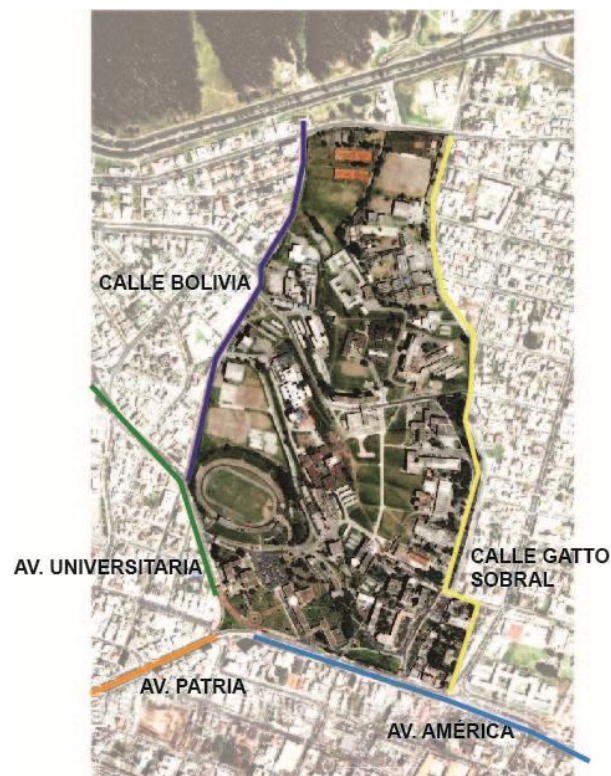 CALLE BOLIVIA
AV. UNIVERSITARIA
CALLE GATTO
SOBRAL
AV. PATRIA
AV. AMÉRICA